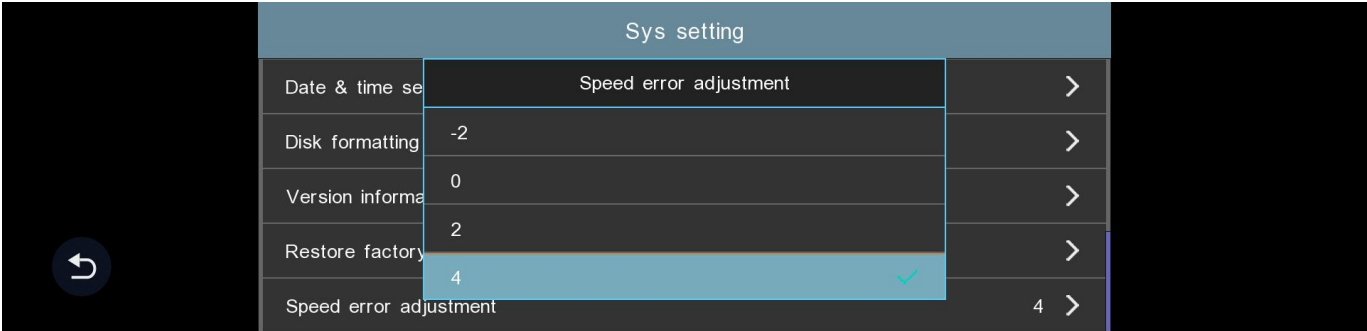 Sys setting
Speed error adjustment
Date & time se
-2
Disk formatting
0
Version informa
2
Restore factory
4
Speed error adjustment 4